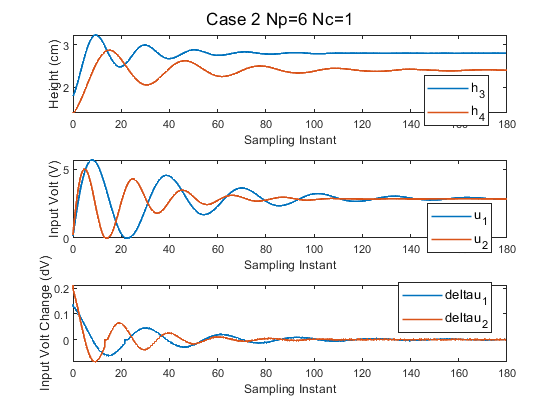 Case 2 Np=6 Nc=1
Height (cm)
3
2
h3
h4
0 20 40 60 80 100 120 140 160 180
Sampling Instant
Input Volt (V)
5
0
u1
u2
0 20 40 60 80 100 120 140 160 180
Sampling Instant
Input Volt Change (dV)
0.2
0.1
0
deltau1
deltau2
0 20 40 60 80 100 120 140 160 180
Sampling Instant